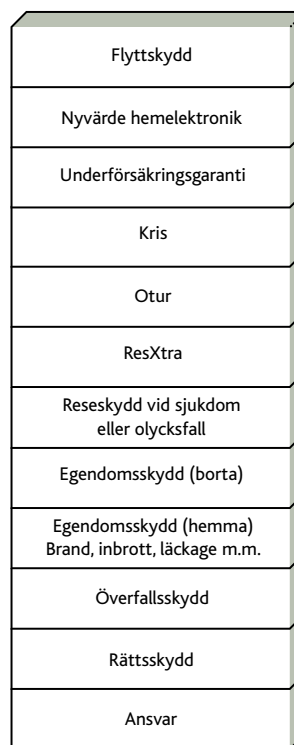 Flyttskydd
Nyvärde hemelektronik
Underförsäkringsgaranti
Kris
Otur
ResXtra
Reseskydd vid sjukdom
eller olycksfall
Egendomsskydd (borta)
Egendomsskydd (hemma)
Brand, inbrott, läckage m.m.
Överfallsskydd
Rättsskydd
Ansvar